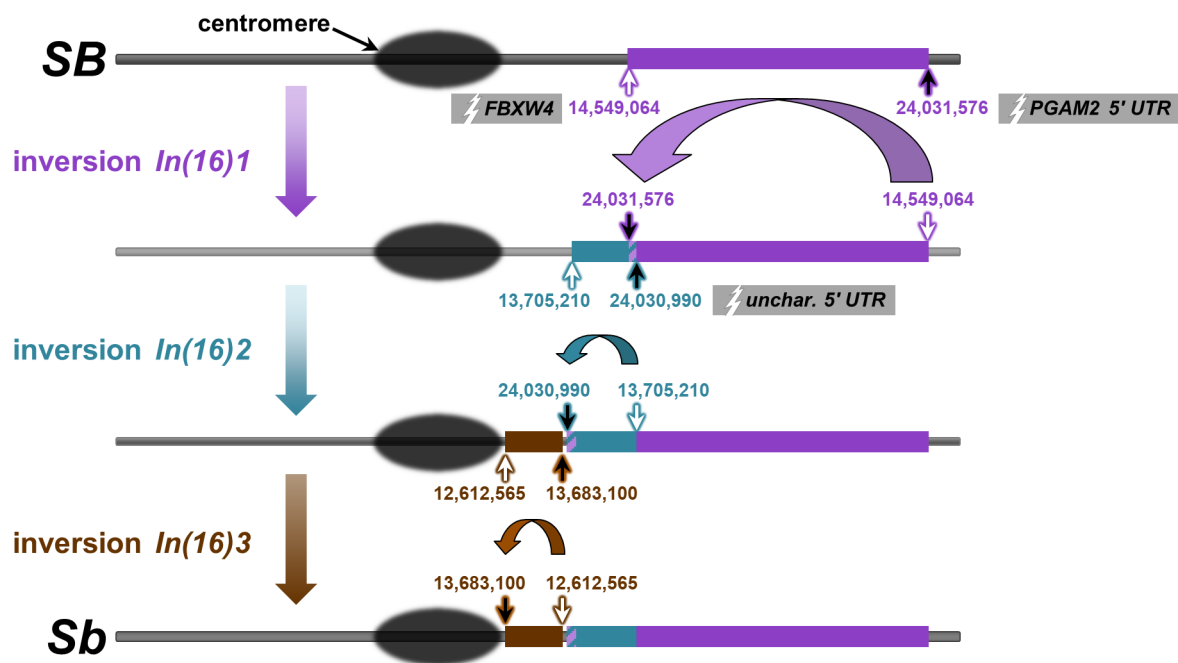 centromere
SB
FBXW4
14,549,064
24,031,576
PGAM2 5' UTR
inversion In(16)1
24,031,576
14,549,064
13,705,210
24,030,990
unchar. 5' UTR
inversion In(16)2
24,030,990
13,705,210
12,612,565
13,683,100
inversion In(16)3
13,683,100
12,612,565
Sb